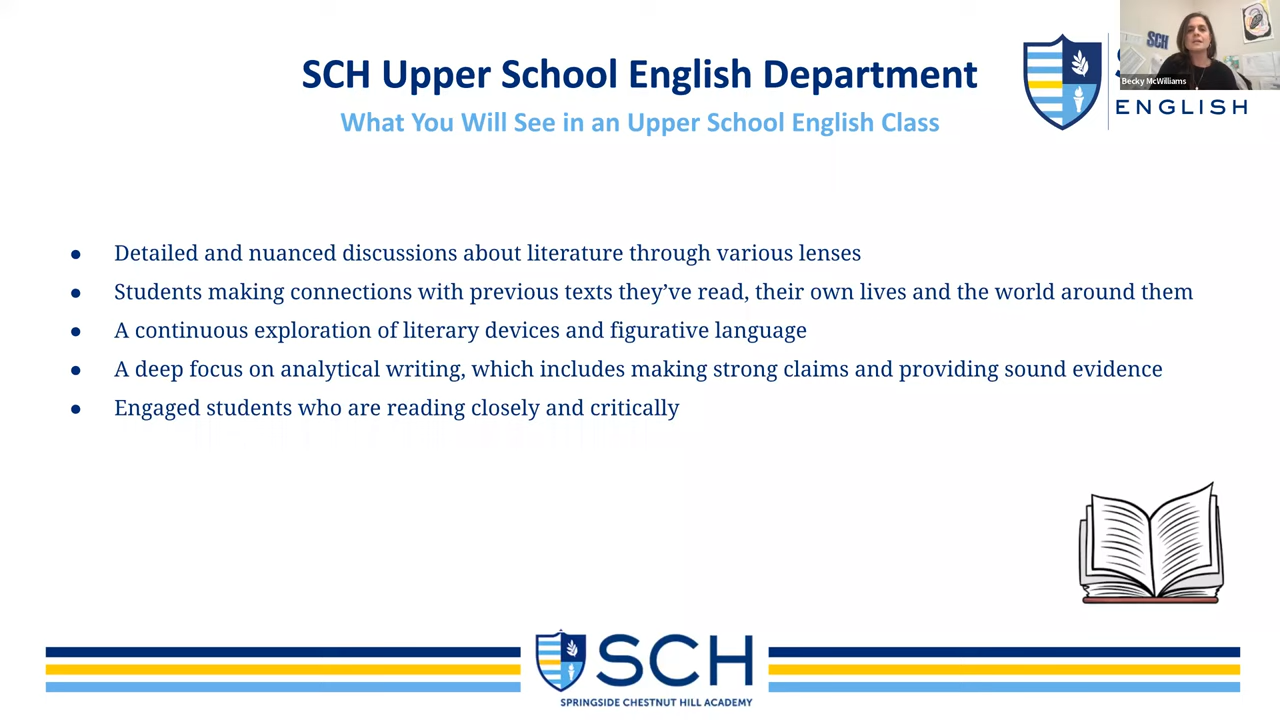 SCH Upper School English Department
What You Will See in an Upper School English Class
SCH
Becky McWilliams
ENGLISH
● Detailed and nuanced discussions about literature through various lenses
● Students making connections with previous texts they’ve read, their own lives and the world around them
● A continuous exploration of literary devices and figurative language
● A deep focus on analytical writing, which includes making strong claims and providing sound evidence
● Engaged students who are reading closely and critically
SCH
SPRINGSIDE CHESTNUT HILL ACADEMY